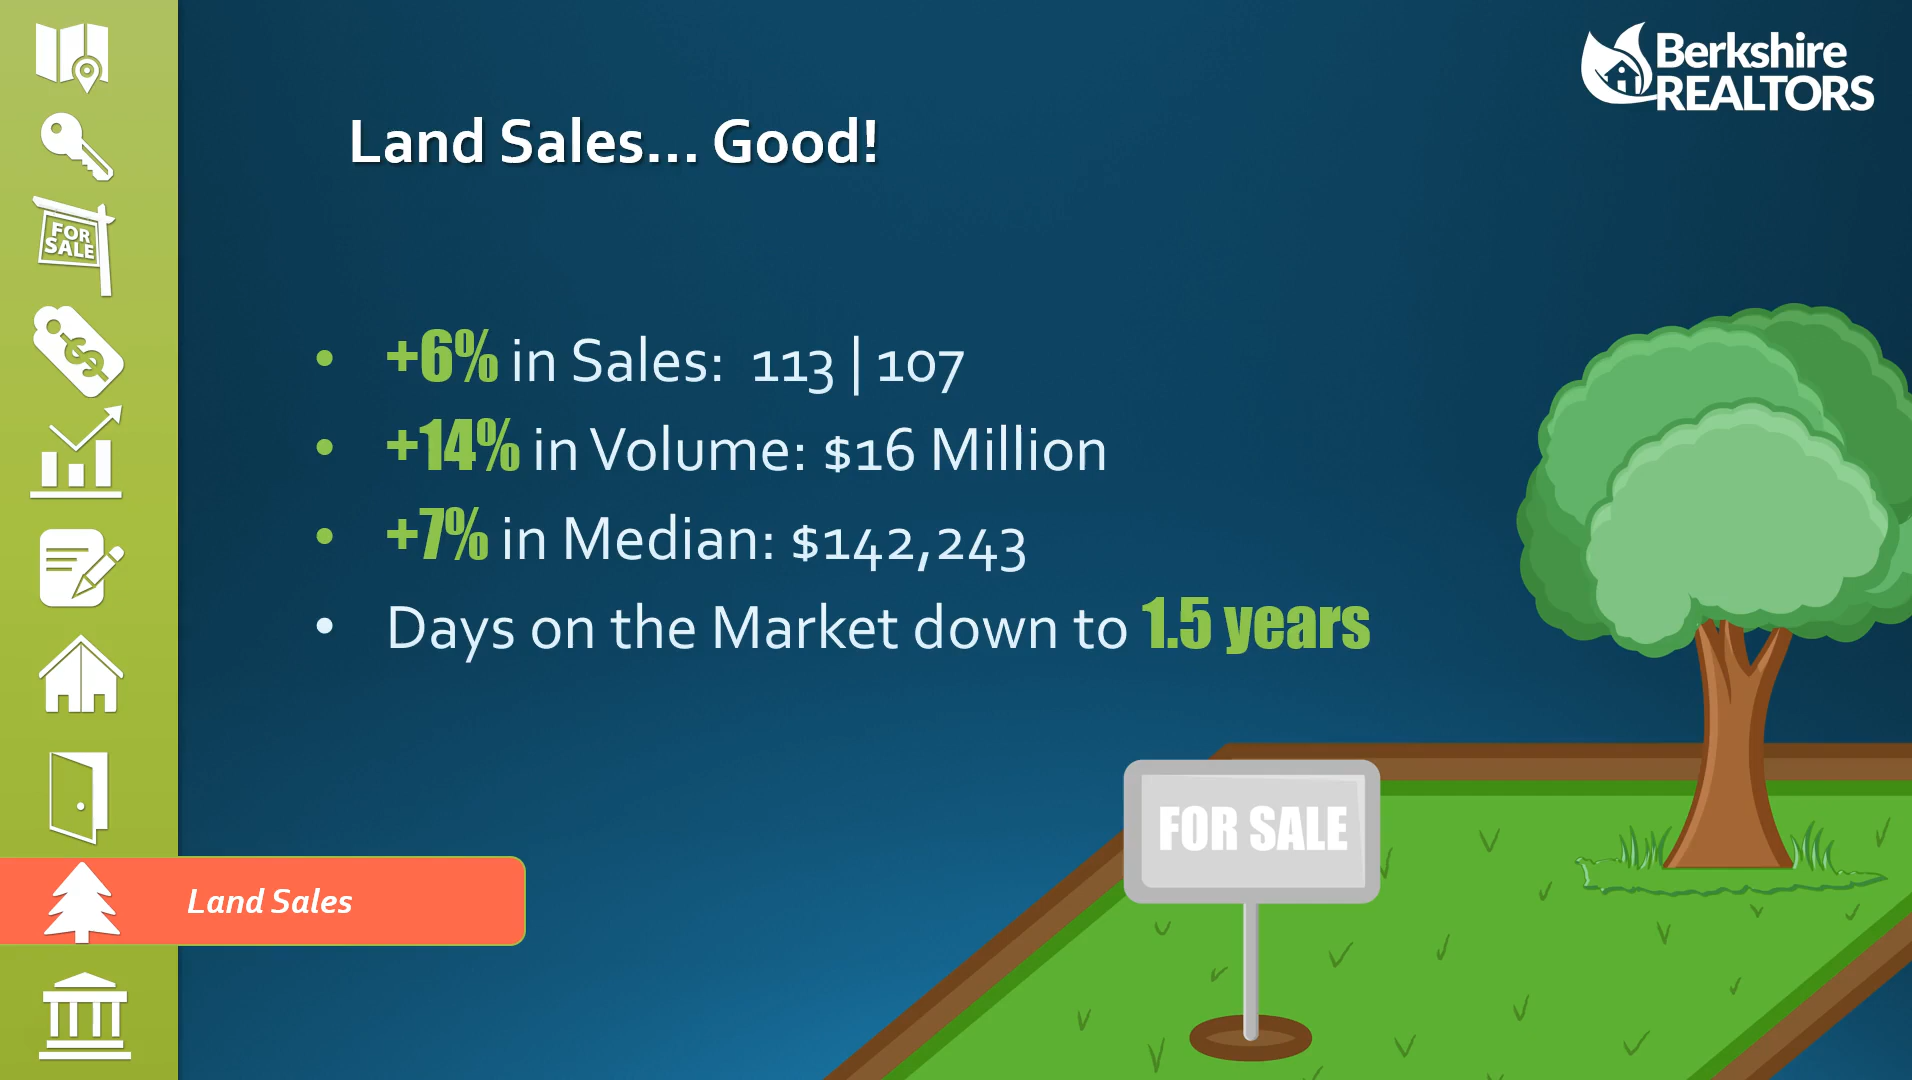 Berkshire
REALTORS
Land Sales... Good!
FOR
SALE
$
• +6% in Sales: 113 | 107
• +14% in Volume: $16 Million
• +7% in Median: $142,243
• Days on the Market down to 1.5 years
FOR SALE
Land Sales